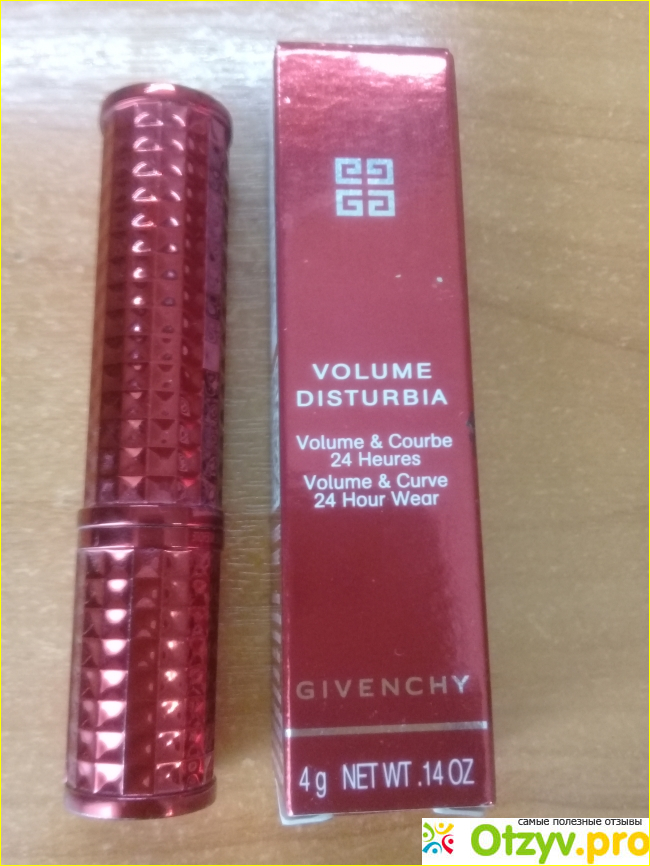 VOLUME
DISTURBIA
Volume & Courbe
24 Heures
Volume & Curve
24 Hour Wear
GIVENCHY
4 g NET WT .14 OZ
самые полезные отзывы
Otzyv.pro